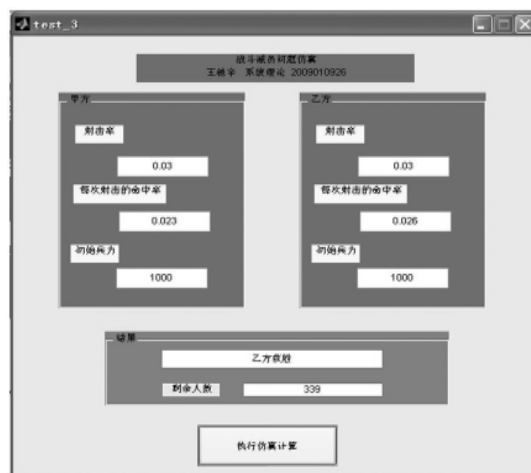 test_3
战斗减员问题仿真
系统理论 2009010926
甲方
射击率
0.03
每次射击的命中率
0.023
初始兵力
1000
乙方
射击率
0.03
每次射击的命中率
0.026
初始兵力
1000
结果
乙方获胜
剩余人数
339
执行仿真计算